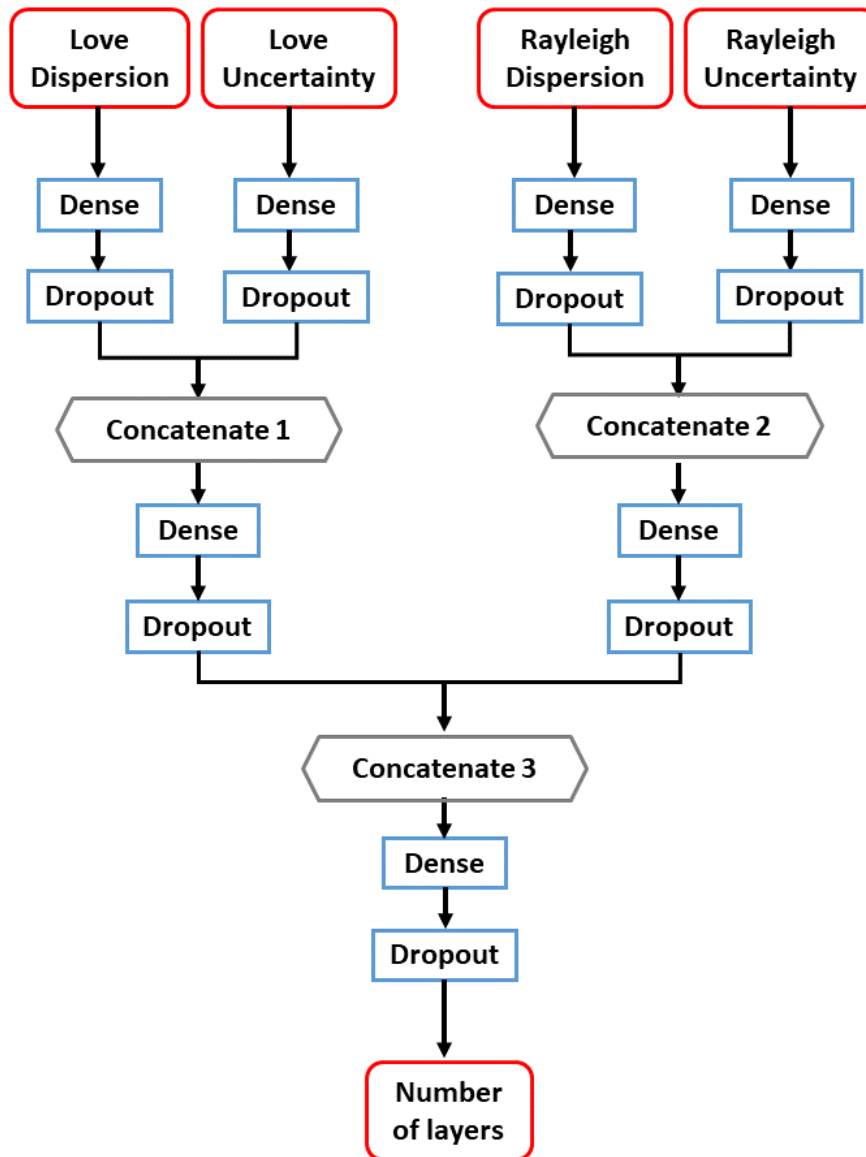 Love
Dispersion
Love
Uncertainty
Rayleigh
Dispersion
Rayleigh
Uncertainty
Dense
Dense
Dense
Dense
Dropout
Dropout
Dropout
Dropout
Concatenate 1
Concatenate 2
Dense
Dense
Dropout
Dropout
Concatenate 3
Dense
Dropout
Number
of layers